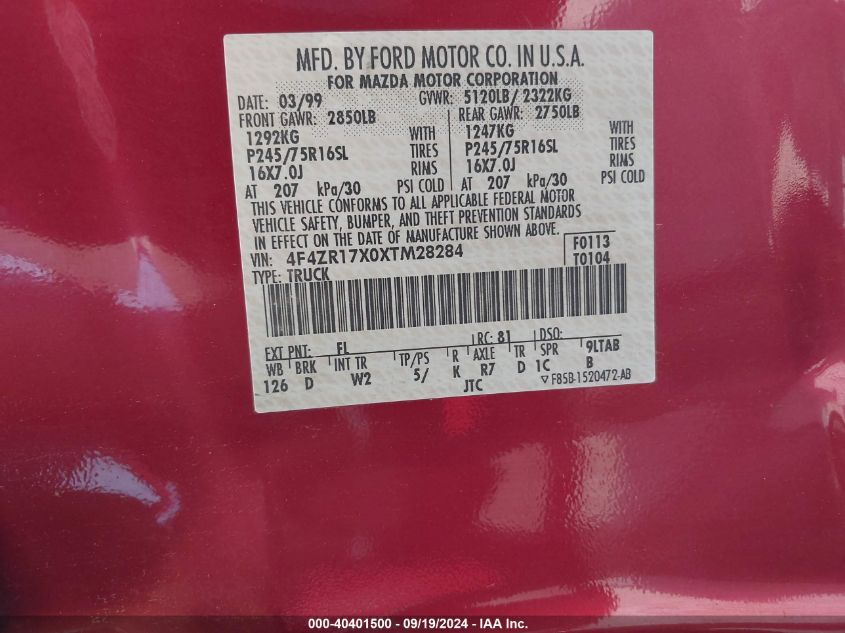 MFD. BY FORD MOTOR CO. IN U.S.A.
FOR MAZDA MOTOR CORPORATION
DATE: 03/99 GVWR: 5120LB/ 2322KG
FRONT GAWR: 2850LB REAR GAWR: 2750LB
1292KG WITH 1247KG WITH
P245/75R16SL TIRES P245/75R16SL TIRES
16X7.0J RIMS 16X7.0J RIMS
AT 207 kPa/30 PSI COLD AT 207 kPa/30 PSI COLD
THIS VEHICLE CONFORMS TO ALL APPLICABLE FEDERAL MOTOR
VEHICLE SAFETY, BUMPER, AND THEFT PREVENTION STANDARDS
IN EFFECT ON THE DATE OF MANUFACTURE SHOWN ABOVE.
VIN: 4F4ZR17X0XTM28284 F0113
TYPE: TRUCK T0104
EXT PNT: FL RC: 81 DSO:
WB BRK INT TR TP/PS R AXLE TR SPR 9LTAB
126 D W2 5/ K R7 D 1C B
JTC F85B-1520472-AB
000-40401500 - 09/19/2024 - IAA Inc.